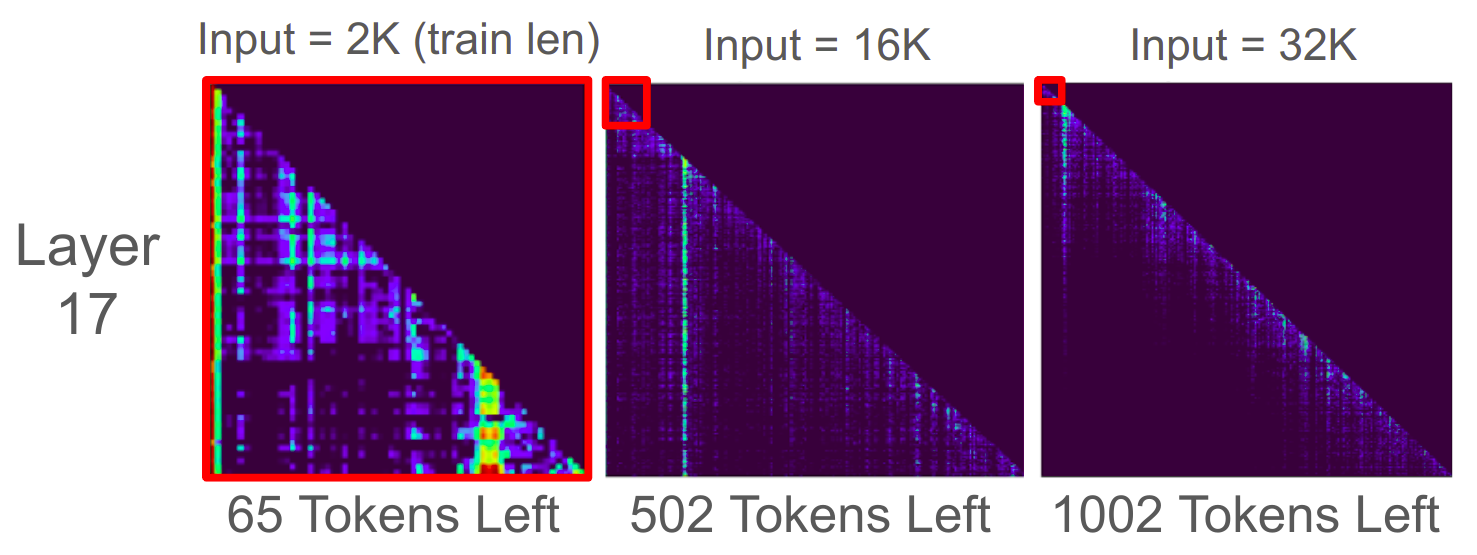 Input = 2K (train len)
Input = 16K
Input = 32K
Layer
17
65 Tokens Left
502 Tokens Left
1002 Tokens Left